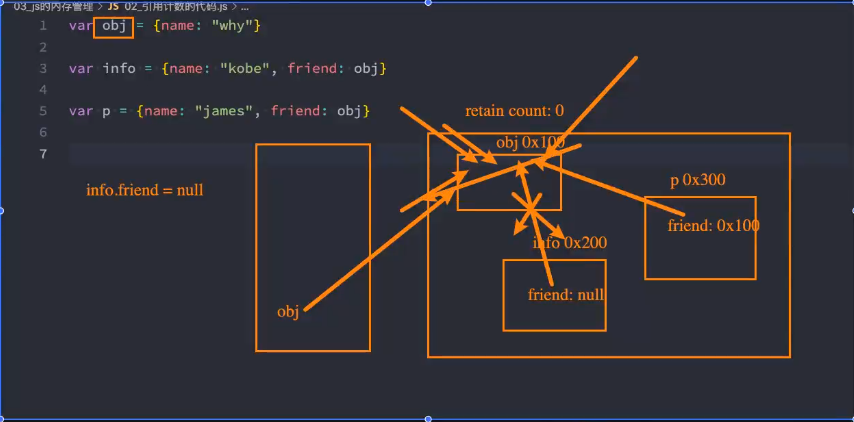 03_js的内存管理 > JS 02_引用计数的代码.js > ...
1 var obj = {name: "why"}
2
3 var info = {name: "kobe", friend: obj}
4
5 var p = {name: "james", friend: obj}
6
7
retain count: 0
obj 0x100
p 0x300
info.friend = null
friend: 0x100
info 0x200
friend: null
obj